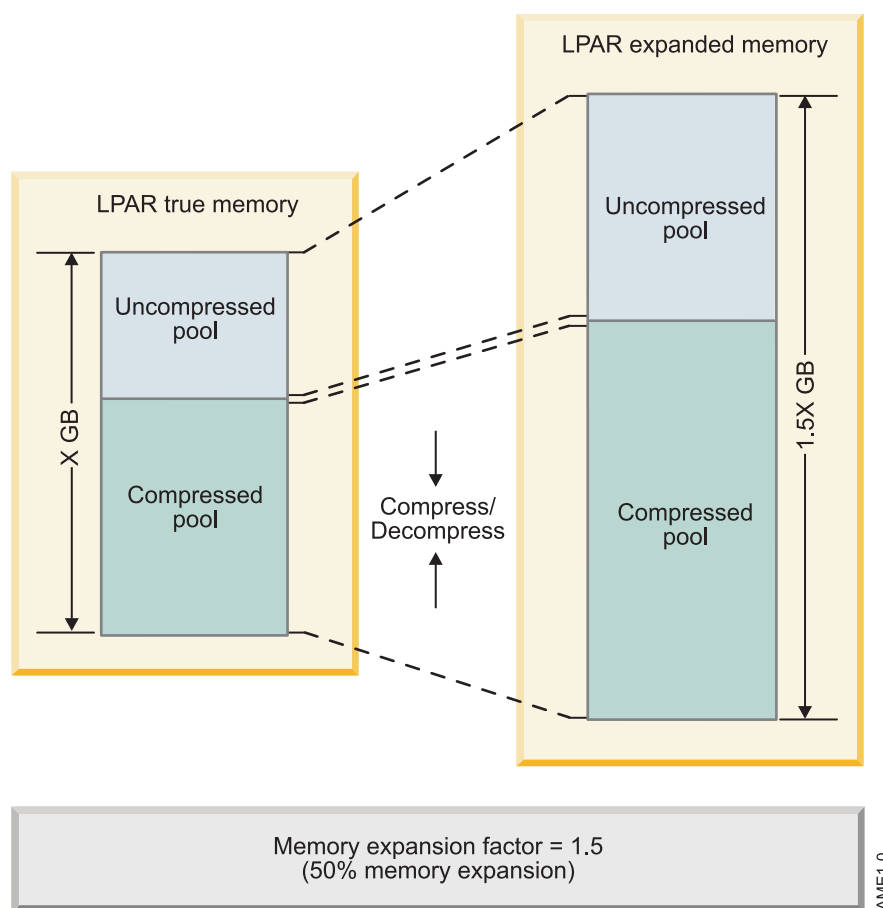 LPAR expanded memory
LPAR true memory
Uncompressed
pool
Compressed
pool
X GB
Compress/
Decompress
Uncompressed
pool
Compressed
pool
1.5X GB
Memory expansion factor = 1.5
(50% memory expansion)